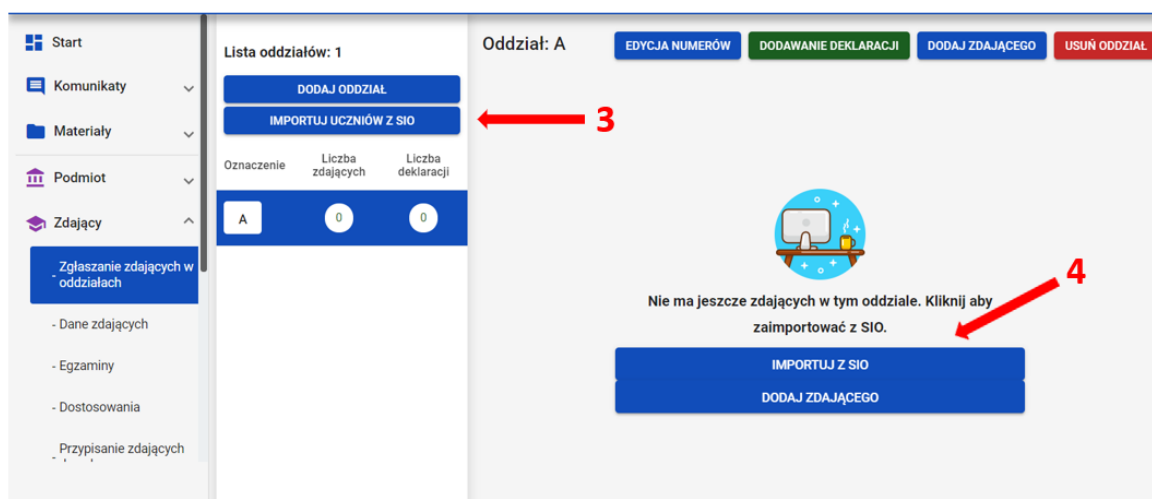 Start
Komunikaty
Materiały
Podmiot
Zdający
- Zgłaszanie zdających w
oddziałach
- Dane zdających
- Egzaminy
- Dostosowania
- Przypisanie zdających
Lista oddziałów: 1
DODAJ ODDZIAŁ
IMPORTUJ UCZNIÓW Z SIO
3
Oznaczenie Liczba zdających Liczba deklaracji
A 0 0
Oddział: A
EDYCJA NUMERÓW DODAWANIE DEKLARACJI DODAJ ZDAJĄCEGO USUŃ ODDZIAŁ
4
Nie ma jeszcze zdających w tym oddziale. Kliknij aby
zaimportować z SIO.
IMPORTUJ Z SIO
DODAJ ZDAJĄCEGO